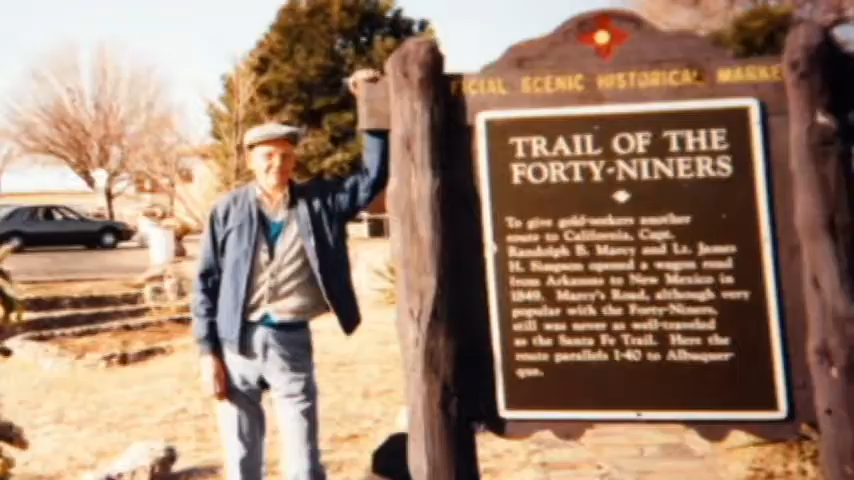 FICIAL SCENIC HISTORICAL MARKE
TRAIL OF THE
FORTY-NINERS
To give gold-seekers another
route to California, Capt.
Randolph B. Marcy and Lt. James
H. Simpson opened a wagon road
from Arkansas to New Mexico in
1849. Marcy's Road, although very
popular with the Forty-Niners,
still was never as well-traveled
as the Santa Fe Trail. Here the
route parallels I-40 to Albuquer-
que.